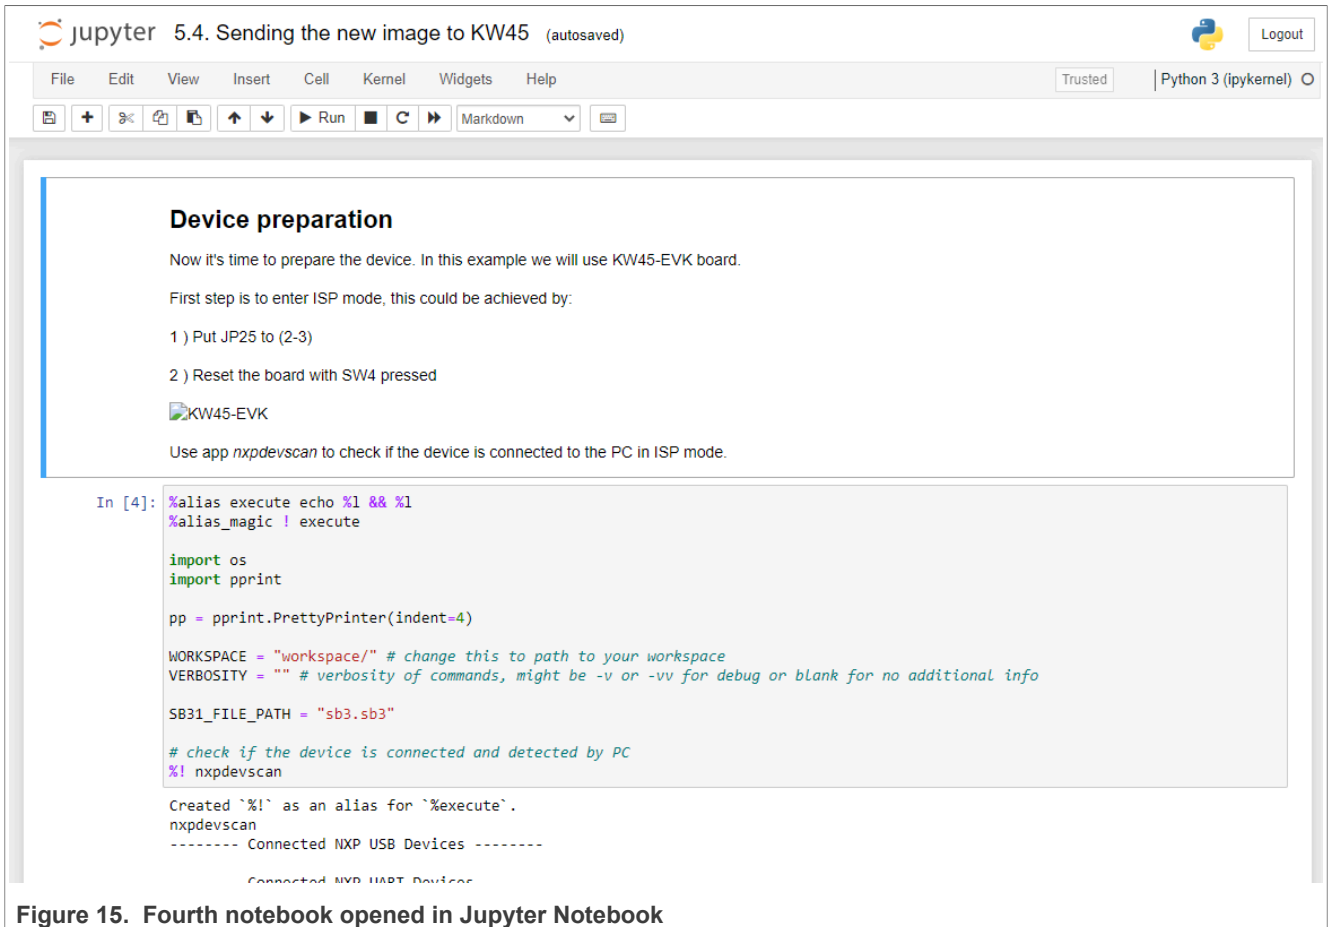 jupyter 5.4. Sending the new image to KW45 (autosaved)
Logout
File Edit View Insert Cell Kernel Widgets Help
Trusted
Python 3 (ipykernel)
Run
Markdown
Device preparation
Now it's time to prepare the device. In this example we will use KW45-EVK board.
First step is to enter ISP mode, this could be achieved by:
1 ) Put JP25 to (2-3)
2 ) Reset the board with SW4 pressed
KW45-EVK
Use app nxpdevscan to check if the device is connected to the PC in ISP mode.
In [4]: %alias execute echo %l && %l
%alias_magic ! execute
import os
import pprint
pp = pprint.PrettyPrinter(indent=4)
WORKSPACE = "workspace/" # change this to path to your workspace
VERBOSITY = "" # verbosity of commands, might be -v or -vv for debug or blank for no additional info
SB31_FILE_PATH = "sb3.sb3"
# check if the device is connected and detected by PC
%! nxpdevscan
Created `%!` as an alias for `%execute`.
nxpdevscan
-------- Connected NXP USB Devices --------
Connected NXP UART Devices
Figure 15. Fourth notebook opened in Jupyter Notebook